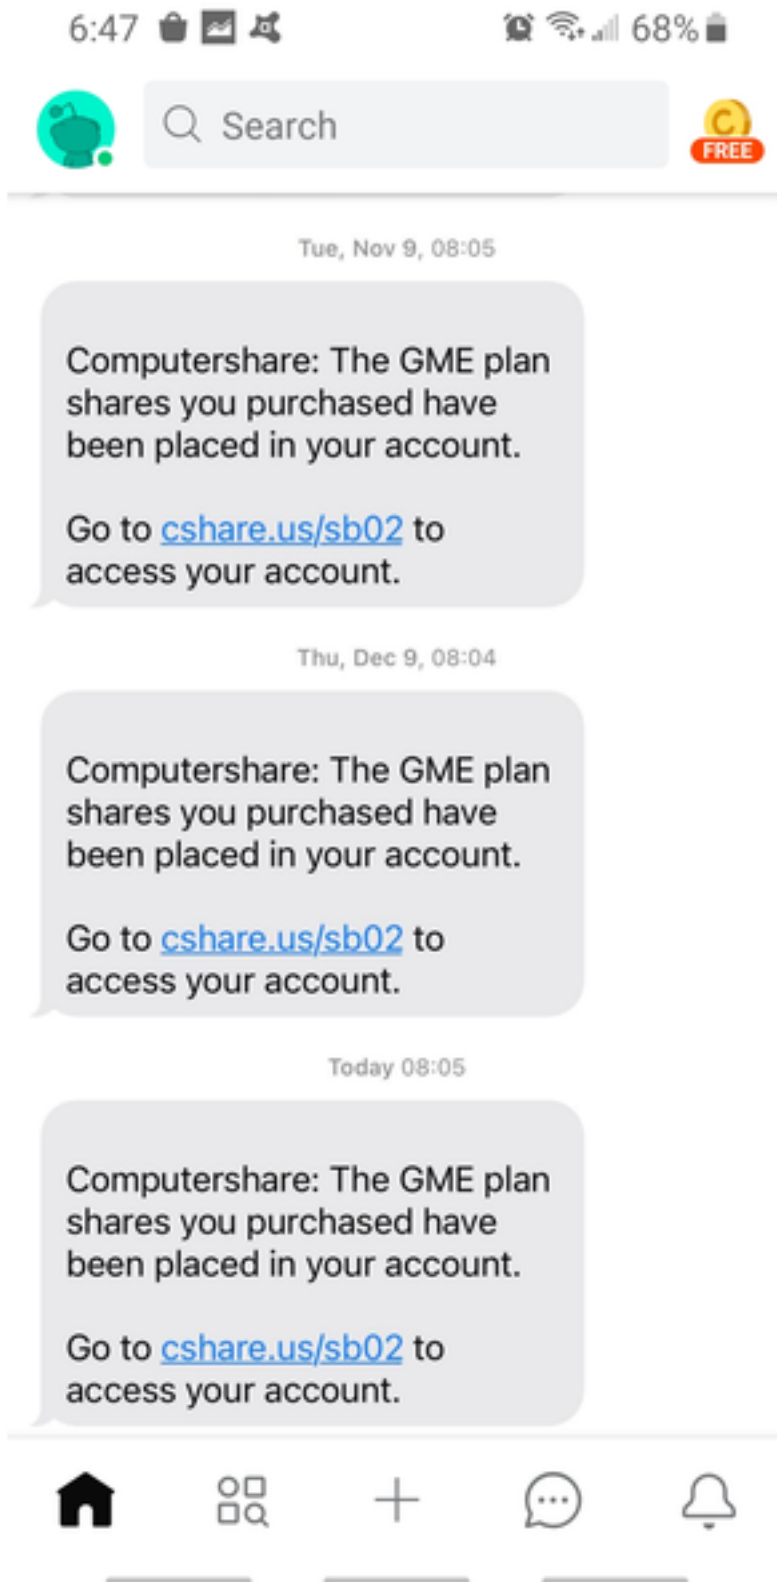 6:47 68%
Search
C
FREE
Tue, Nov 9, 08:05
Computershare: The GME plan
shares you purchased have
been placed in your account.
Go to cshare.us/sb02 to
access your account.
Thu, Dec 9, 08:04
Computershare: The GME plan
shares you purchased have
been placed in your account.
Go to cshare.us/sb02 to
access your account.
Today 08:05
Computershare: The GME plan
shares you purchased have
been placed in your account.
Go to cshare.us/sb02 to
access your account.